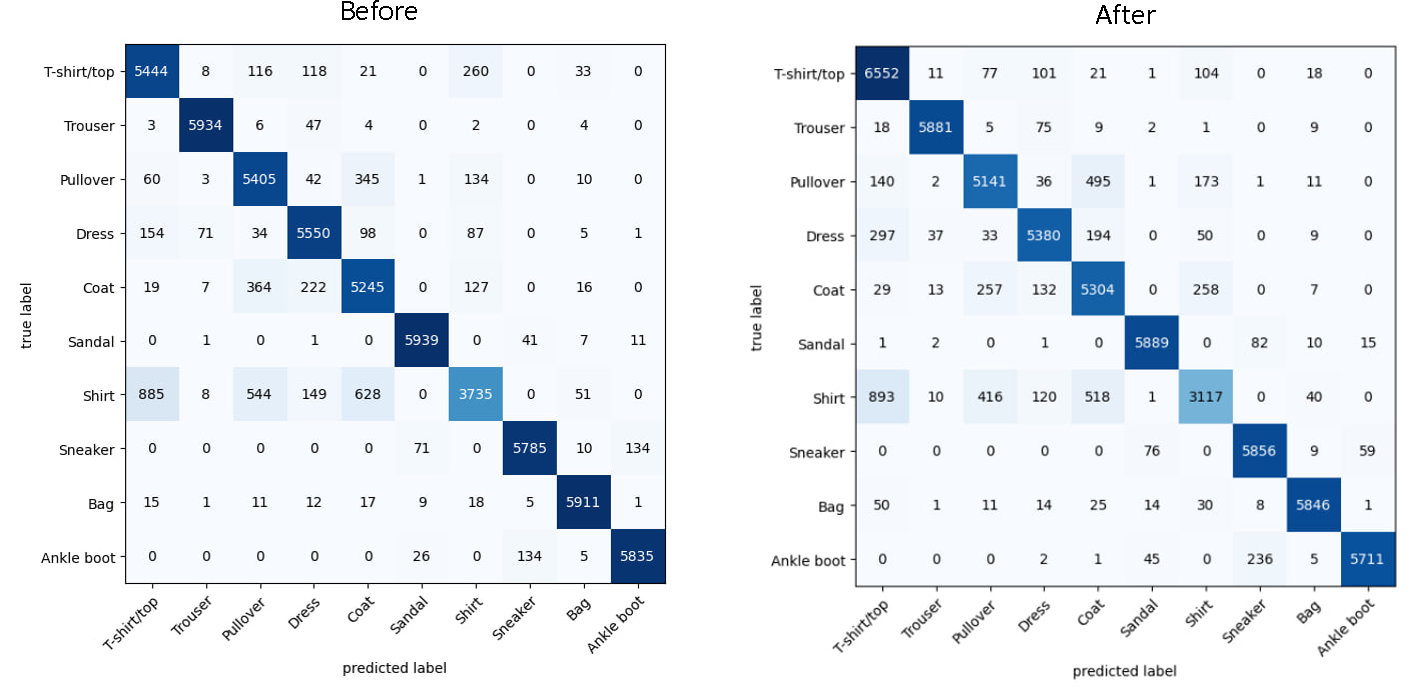 Before
T-shirt/top 5444 8 116 118 21 0 260 0 33 0
Trouser 3 5934 6 47 4 0 2 0 4 0
Pullover 60 3 5405 42 345 1 134 0 10 0
Dress 154 71 34 5550 98 0 87 0 5 1
Coat 19 7 364 222 5245 0 127 0 16 0
Sandal 0 1 0 1 0 5939 0 41 7 11
Shirt 885 8 544 149 628 0 3735 0 51 0
Sneaker 0 0 0 0 0 71 0 5785 10 134
Bag 15 1 11 12 17 9 18 5 5911 1
Ankle boot 0 0 0 0 0 26 0 134 5 5835
true label
T-shirt/top Trouser Pullover Dress Coat Sandal Shirt Sneaker Bag Ankle boot
predicted label
After
T-shirt/top 6552 11 77 101 21 1 104 0 18 0
Trouser 18 5881 5 75 9 2 1 0 9 0
Pullover 140 2 5141 36 495 1 173 1 11 0
Dress 297 37 33 5380 194 0 50 0 9 0
Coat 29 13 257 132 5304 0 258 0 7 0
Sandal 1 2 0 1 0 5889 0 82 10 15
Shirt 893 10 416 120 518 1 3117 0 40 0
Sneaker 0 0 0 0 0 76 0 5856 9 59
Bag 50 1 11 14 25 14 30 8 5846 1
Ankle boot 0 0 0 2 1 45 0 236 5 5711
true label
T-shirt/top Trouser Pullover Dress Coat Sandal Shirt Sneaker Bag Ankle boot
predicted label